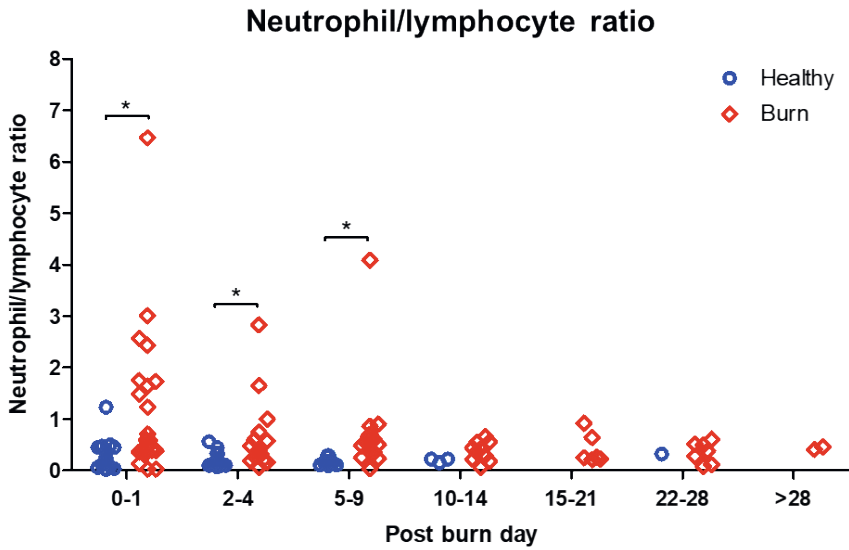 Neutrophil/lymphocyte ratio
Healthy
Burn
Neutrophil/lymphocyte ratio
8
7
6
5
4
3
2
1
0
*
*
*
0-1 2-4 5-9 10-14 15-21 22-28 >28
Post burn day